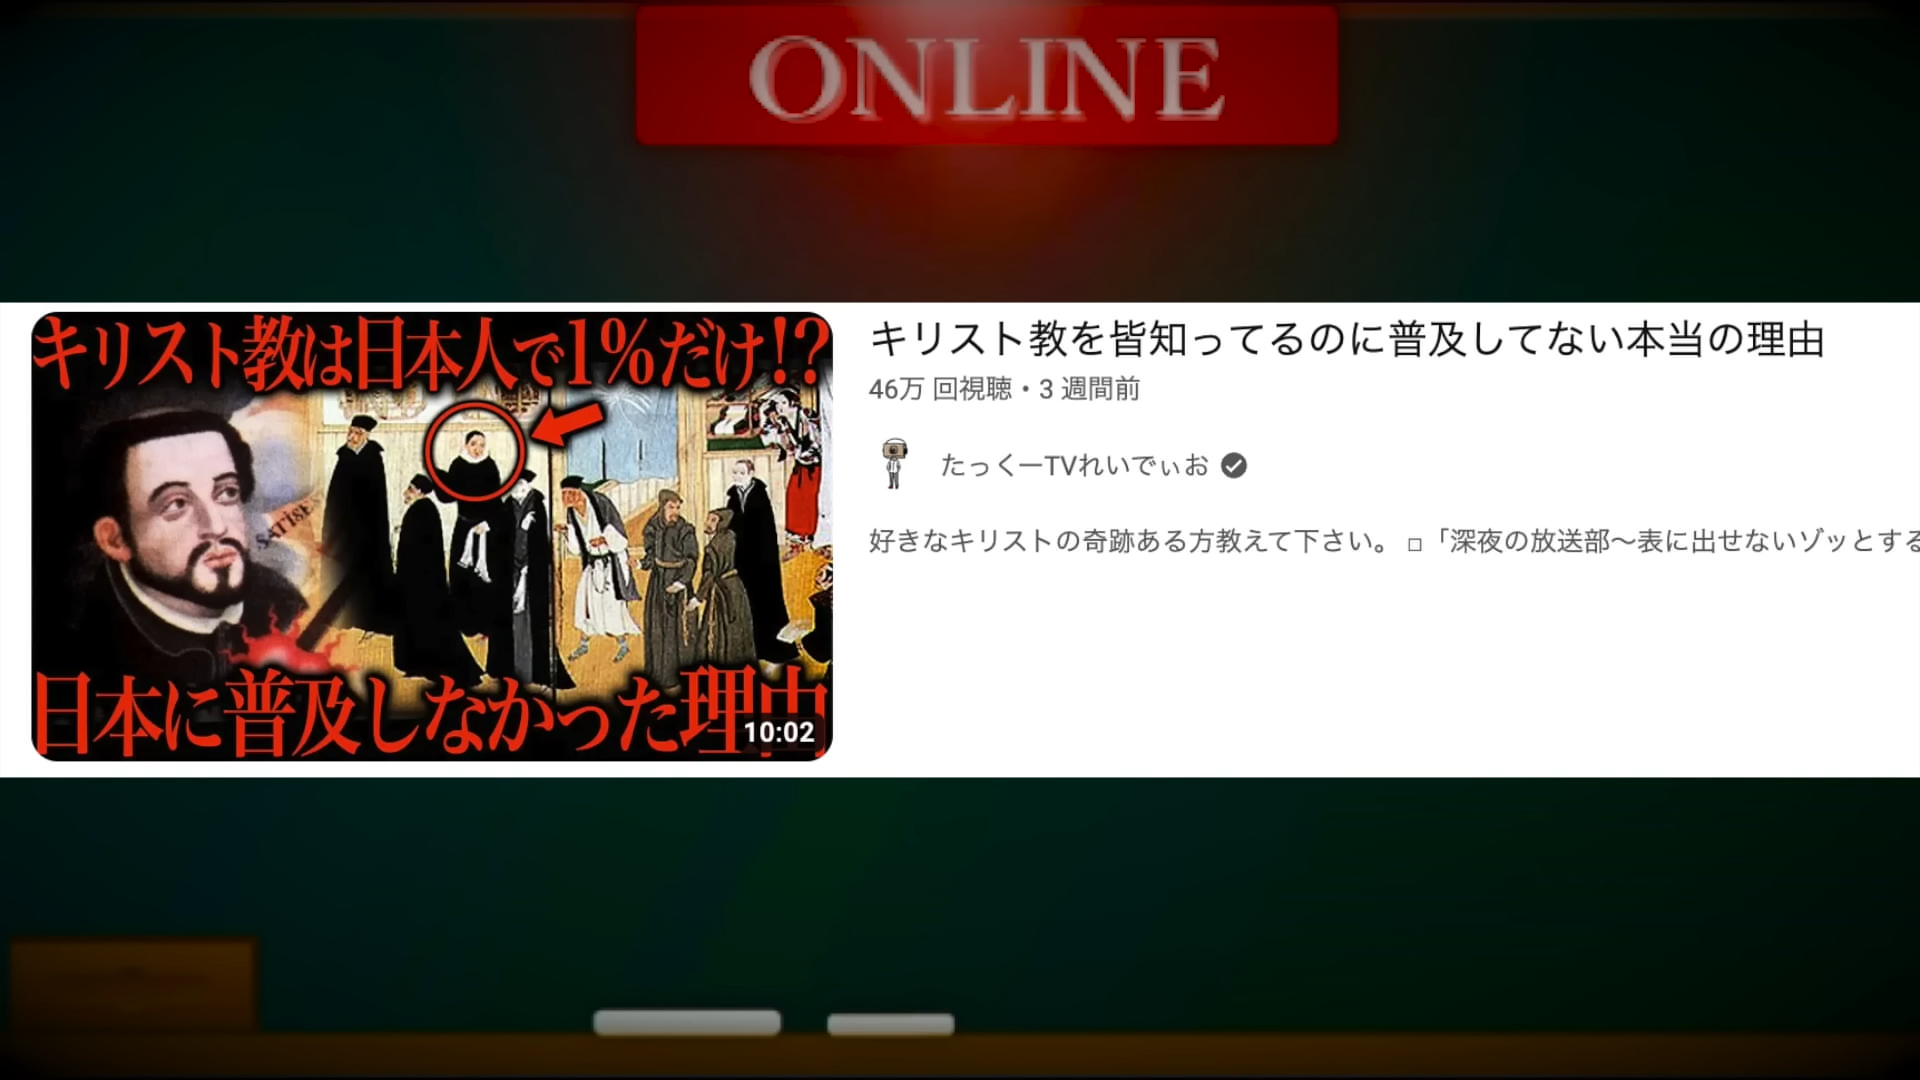 ONLINE
キリスト教は日本人で1%だけ!?
SATISE
日本に普及しなかった理由
10:02
キリスト教を皆知ってるのに普及してない本当の理由
46万 回視聴・3 週間前
たっくーTVれいでぃお
好きなキリストの奇跡ある方教えて下さい。 □「深夜の放送部〜表に出せないゾッとする